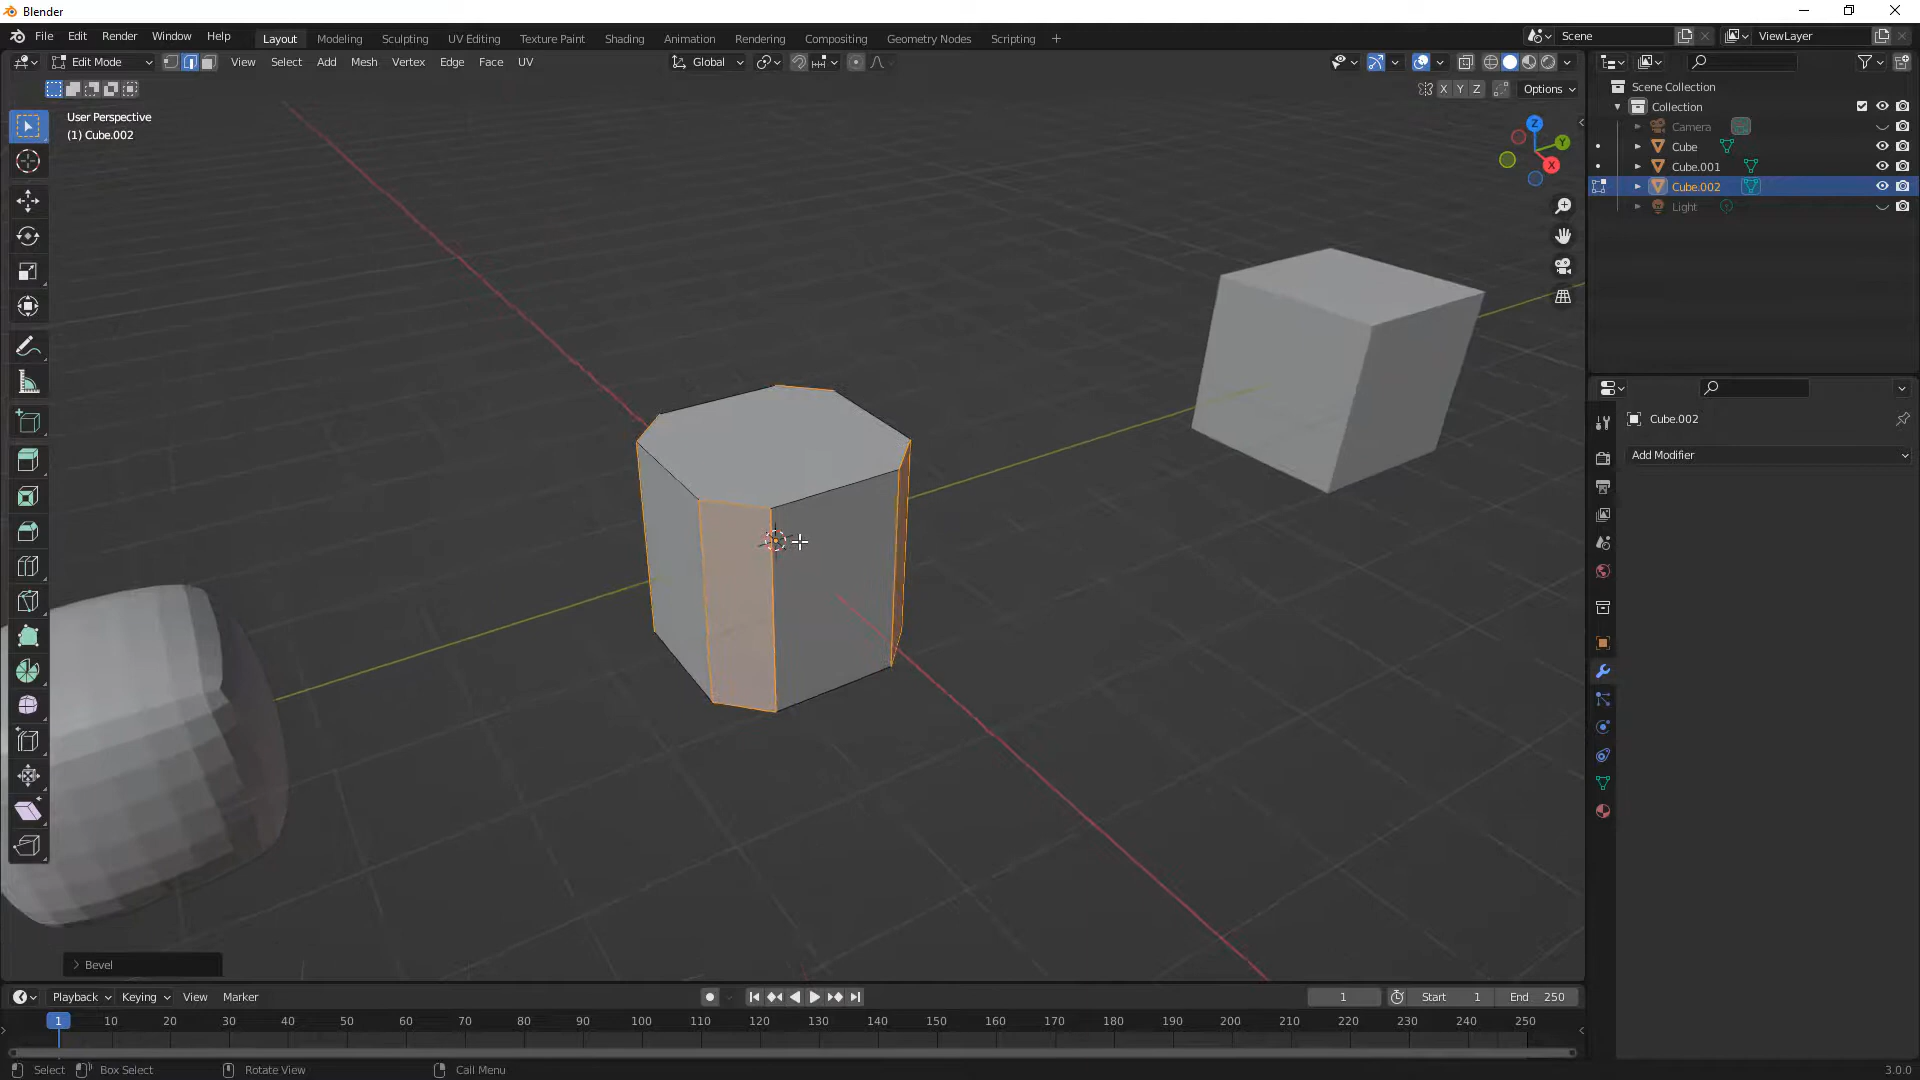 Blender
File Edit Render Window Help
Layout Modeling Sculpting UV Editing Texture Paint Shading Animation Rendering Compositing Geometry Nodes Scripting +
Scene
ViewLayer
Edit Mode View Select Add Mesh Vertex Edge Face UV
Global
X Y Z Options
User Perspective
(1) Cube.002
Z
Y
X
Scene Collection
Collection
Camera
Cube
Cube.001
Cube.002
Light
Cube.002
Add Modifier
Bevel
Playback Keying View Marker
1 Start 1 End 250
1 10 20 30 40 50 60 70 80 90 100 110 120 130 140 150 160 170 180 190 200 210 220 230 240 250
Select Box Select Rotate View Call Menu 3.0.0